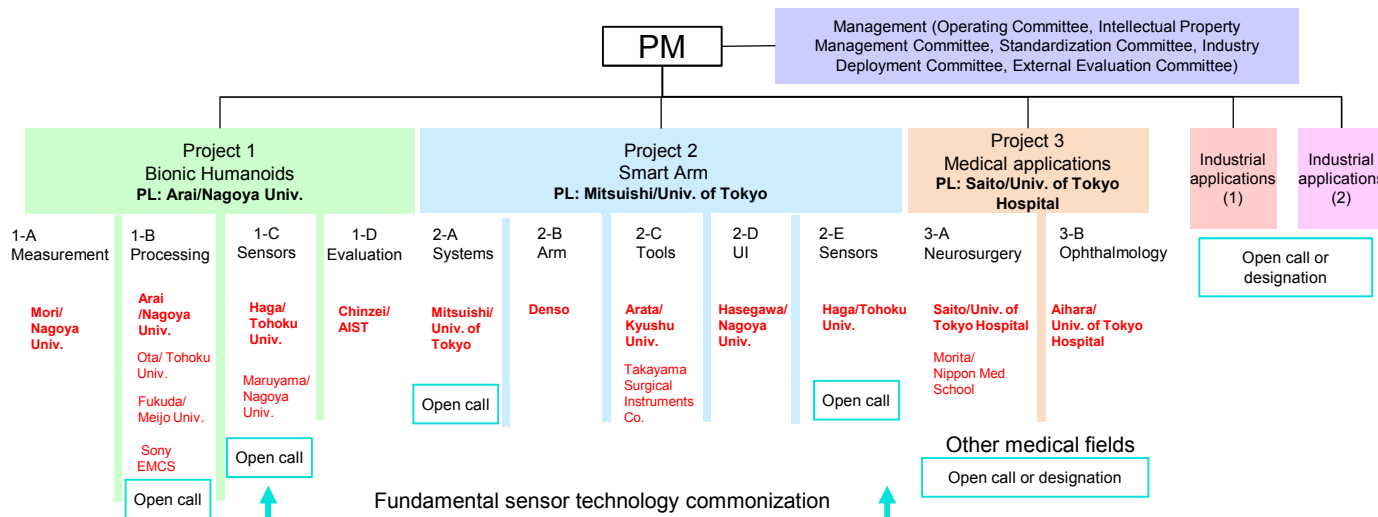 PM
Management (Operating Committee, Intellectual Property
Management Committee, Standardization Committee, Industry
Deployment Committee, External Evaluation Committee)
Project 1
Bionic Humanoids
PL: Arai/Nagoya Univ.
Project 2
Smart Arm
PL: Mitsuishi/Univ. of Tokyo
Project 3
Medical applications
PL: Saito/Univ. of Tokyo
Hospital
Industrial
applications
(1)
Industrial
applications
(2)
1-A
Measurement
Mori/
Nagoya
Univ.
1-B
Processing
Arai
/Nagoya
Univ.
Ota/ Tohoku
Univ.
Fukuda/
Meijo Univ.
Sony
EMCS
Open call
1-C
Sensors
Haga/
Tohoku
Univ.
Maruyama/
Nagoya
Univ.
Open call
1-D
Evaluation
Chinzei/
AIST
2-A
Systems
Mitsuishi/
Univ. of
Tokyo
Open call
2-B
Arm
Denso
2-C
Tools
Arata/
Kyushu
Univ.
Takayama
Surgical
Instruments
Co.
2-D
UI
Hasegawa/
Nagoya
Univ.
2-E
Sensors
Haga/Tohoku
Univ.
Open call
3-A
Neurosurgery
Saito/Univ. of
Tokyo Hospital
Morita/
Nippon Med
School
3-B
Ophthalmology
Aihara/
Univ. of Tokyo
Hospital
Open call or
designation
Other medical fields
Open call or designation
Fundamental sensor technology commonization